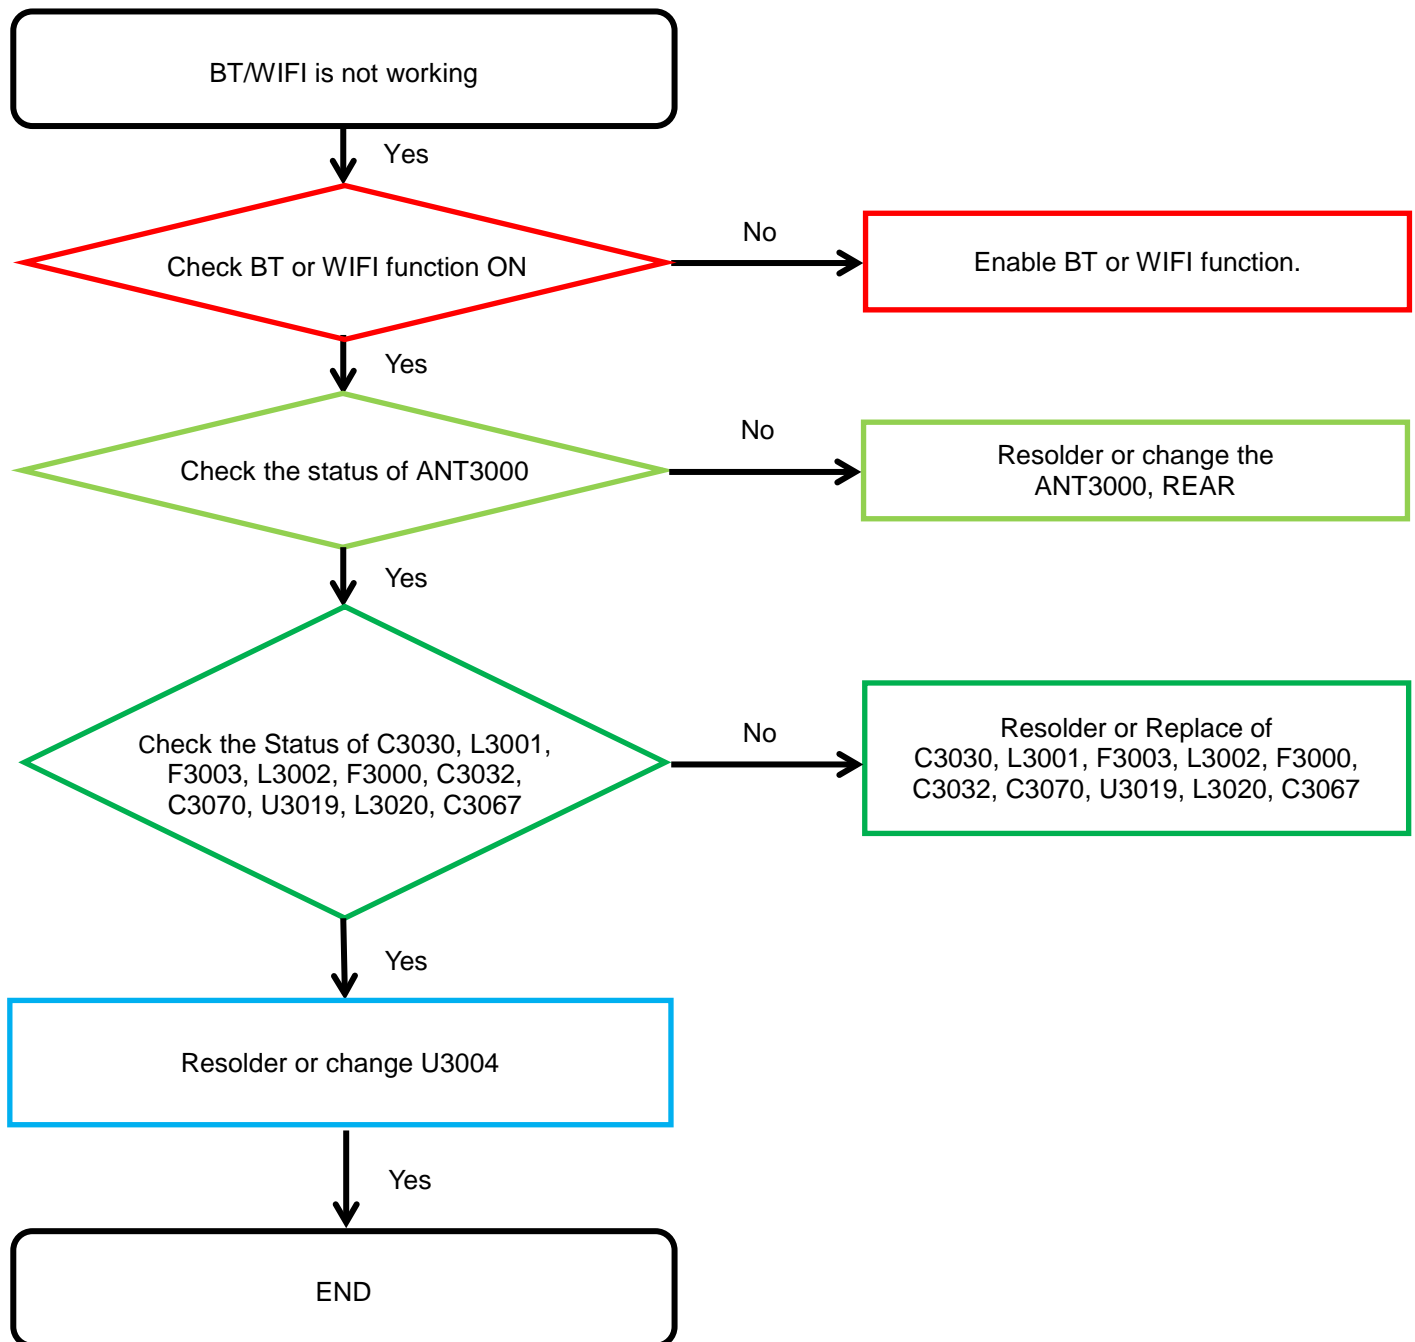 BT/WIFI is not working
Yes
Check BT or WIFI function ON
No
Enable BT or WIFI function.
Yes
Check the status of ANT3000
No
Resolder or change the
ANT3000, REAR
Yes
Check the Status of C3030, L3001,
F3003, L3002, F3000, C3032,
C3070, U3019, L3020, C3067
No
Resolder or Replace of
C3030, L3001, F3003, L3002, F3000,
C3032, C3070, U3019, L3020, C3067
Yes
Resolder or change U3004
Yes
END